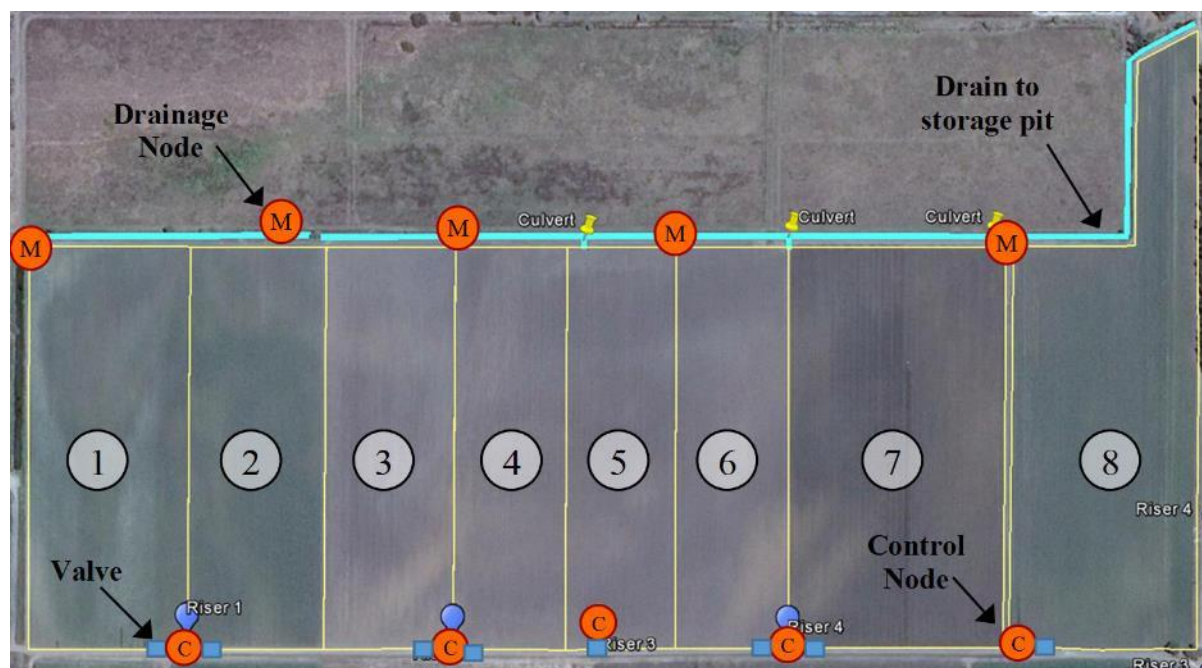 Drainage
Node
Drain to
storage pit
M
M
M
M
M
Culvert
Culvert
Culvert
1
2
3
4
5
6
7
8
Riser 4
Valve
Control
Node
Riser 1
C
C
C
Riser 3
C
Riser 4
C
Riser 3